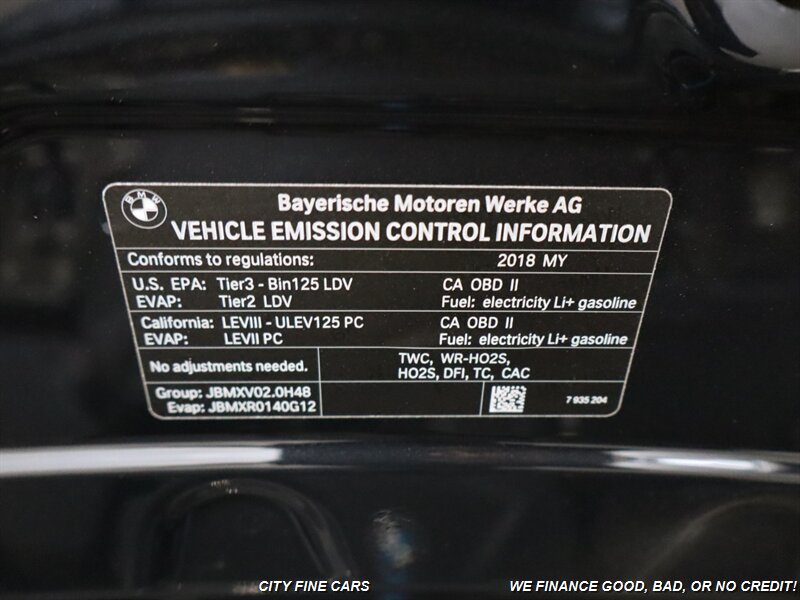 BMW
Bayerische Motoren Werke AG
VEHICLE EMISSION CONTROL INFORMATION
Conforms to regulations: 2018 MY
U.S. EPA: Tier3 - Bin125 LDV CA OBD II
EVAP: Tier2 LDV Fuel: electricity Li+ gasoline
California: LEVIII - ULEV125 PC CA OBD II
EVAP: LEVII PC Fuel: electricity Li+ gasoline
No adjustments needed.
TWC, WR-HO2S,
HO2S, DFI, TC, CAC
Group: JBMXV02.0H48
Evap: JBMXR0140G12
7 935 204
CITY FINE CARS WE FINANCE GOOD, BAD, OR NO CREDIT!